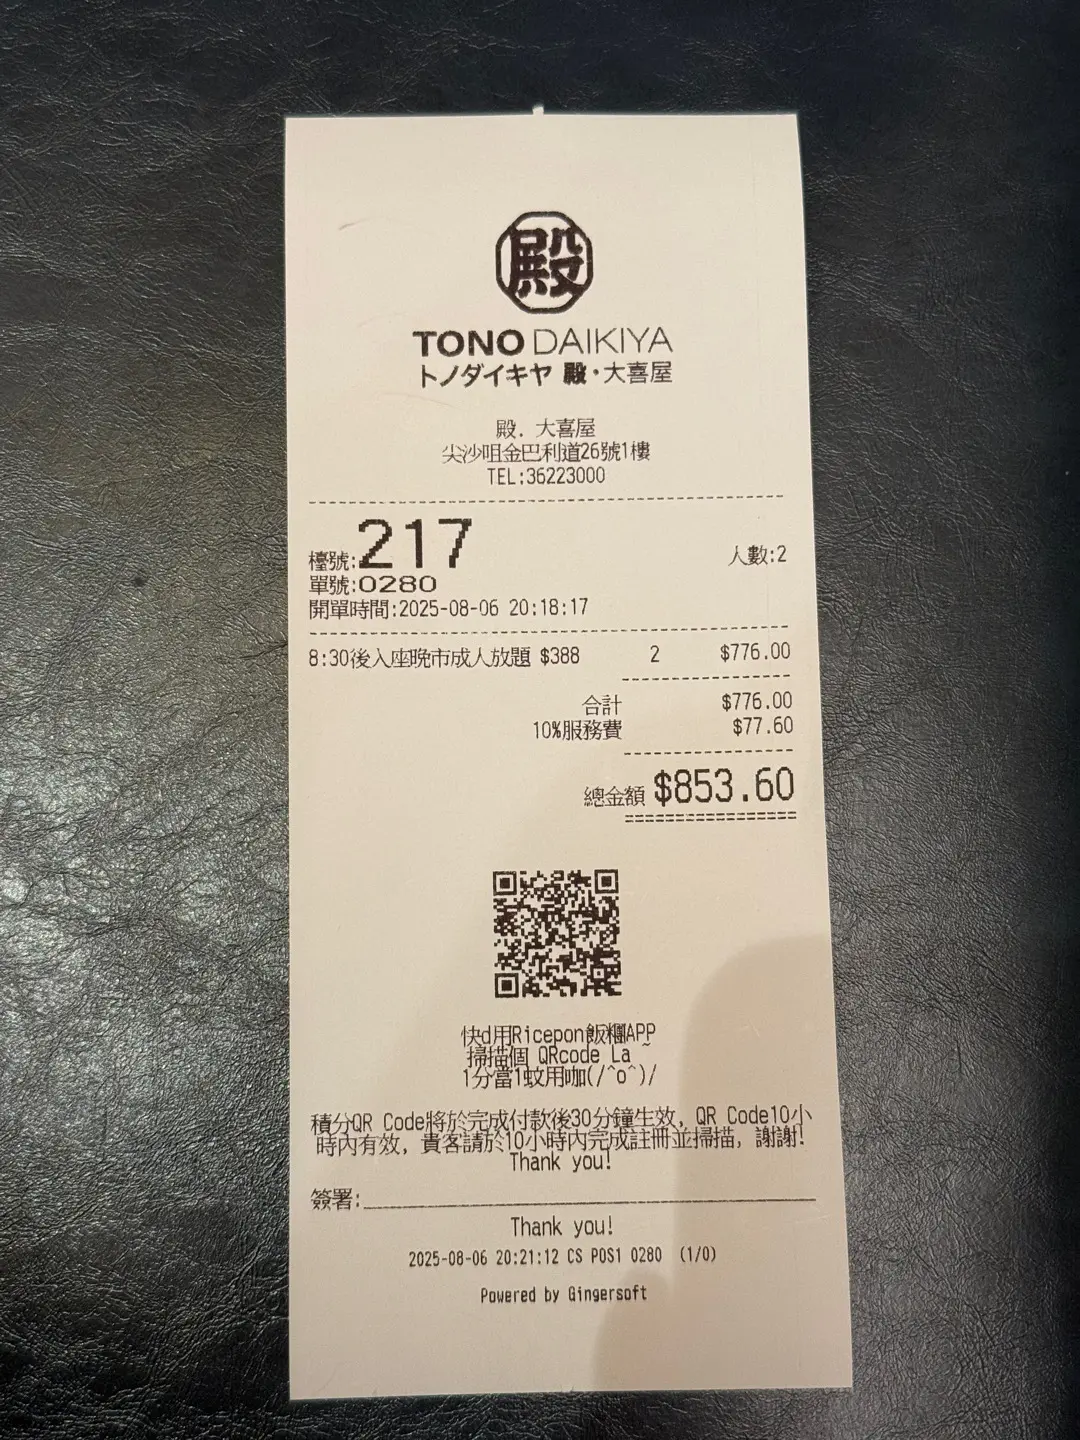 殿
TONO DAIKIYA
トノダイキヤ 殿・大喜屋
殿. 大喜屋
尖沙咀金巴利道26號1樓
TEL:36223000
檯號:217 人數:2
單號:0280
開單時間:2025-08-06 20:18:17
8:30後入座晚市成人放題 $388 2 $776.00
合計 $776.00
10%服務費 $77.60
總金額 $853.60
快d用Ricepon飯糰APP
掃描個 QRcode La ~
1分當1蚊用咖(/^o^)/
積分QR Code將於完成付款後30分鐘生效, QR Code10小
時內有效, 貴客請於10小時內完成註冊並掃描, 謝謝!
Thank you!
簽署:
Thank you!
2025-08-06 20:21:12 CS POS1 0280 (1/0)
Powered by Gingersoft